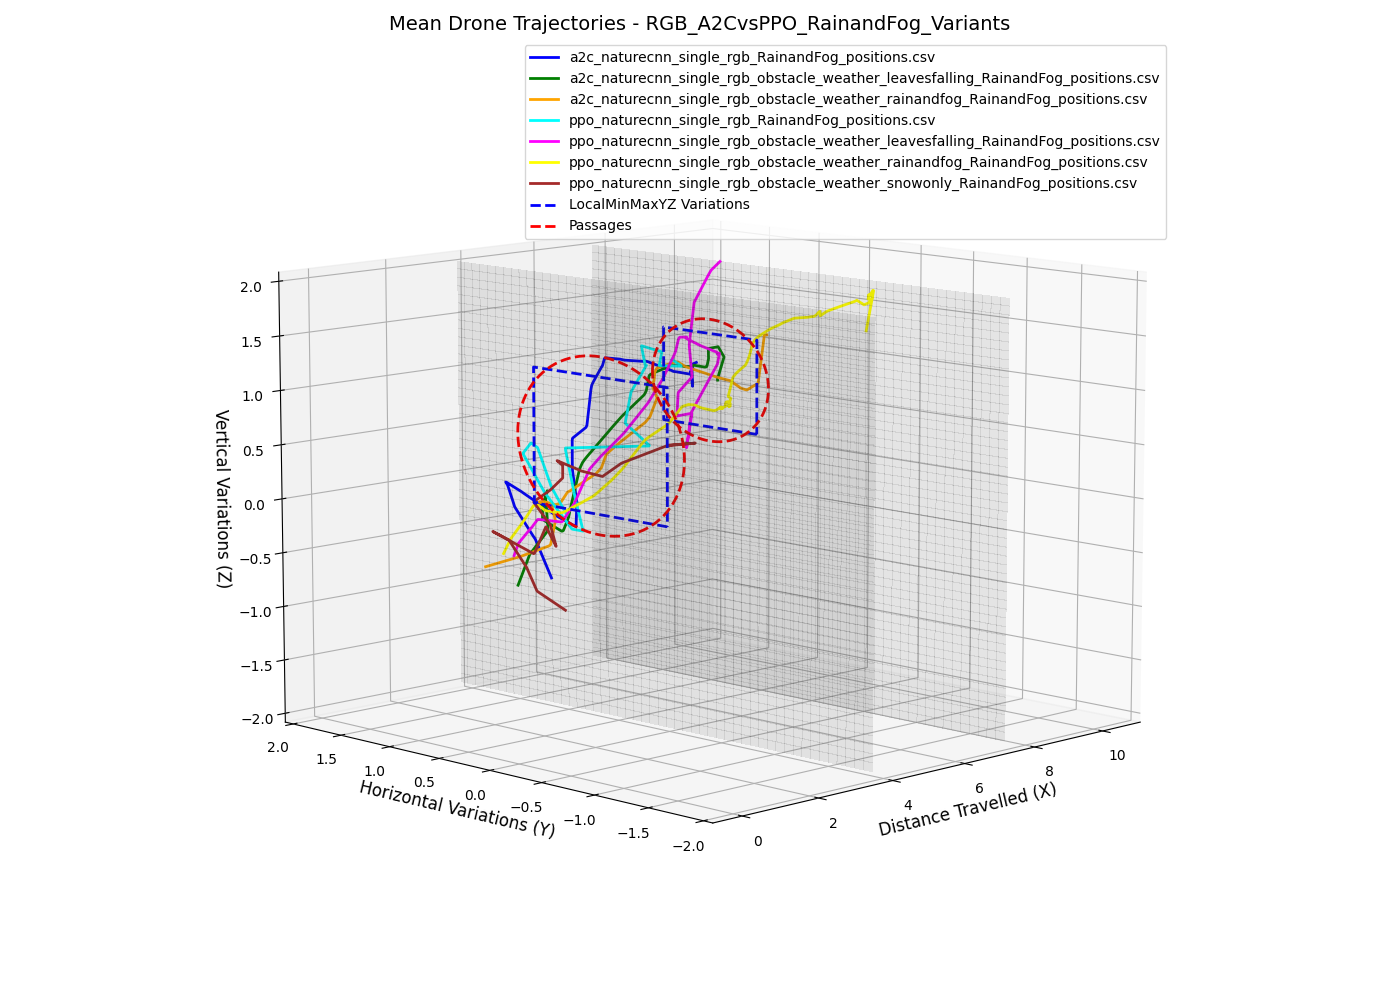 Mean Drone Trajectories - RGB_A2CvsPPO_RainandFog_Variants
a2c_naturecnn_single_rgb_RainandFog_positions.csv
a2c_naturecnn_single_rgb_obstacle_weather_leavesfalling_RainandFog_positions.csv
a2c_naturecnn_single_rgb_obstacle_weather_rainandfog_RainandFog_positions.csv
ppo_naturecnn_single_rgb_RainandFog_positions.csv
ppo_naturecnn_single_rgb_obstacle_weather_leavesfalling_RainandFog_positions.csv
ppo_naturecnn_single_rgb_obstacle_weather_rainandfog_RainandFog_positions.csv
ppo_naturecnn_single_rgb_obstacle_weather_snowonly_RainandFog_positions.csv
LocalMinMaxYZ Variations
Passages
2.0
1.5
1.0
0.5
0.0
−0.5
−1.0
−1.5
−2.0
Vertical Variations (Z)
2.0
1.5
1.0
0.5
0.0
−0.5
−1.0
−1.5
−2.0
Horizontal Variations (Y)
0
2
4
6
8
10
Distance Travelled (X)